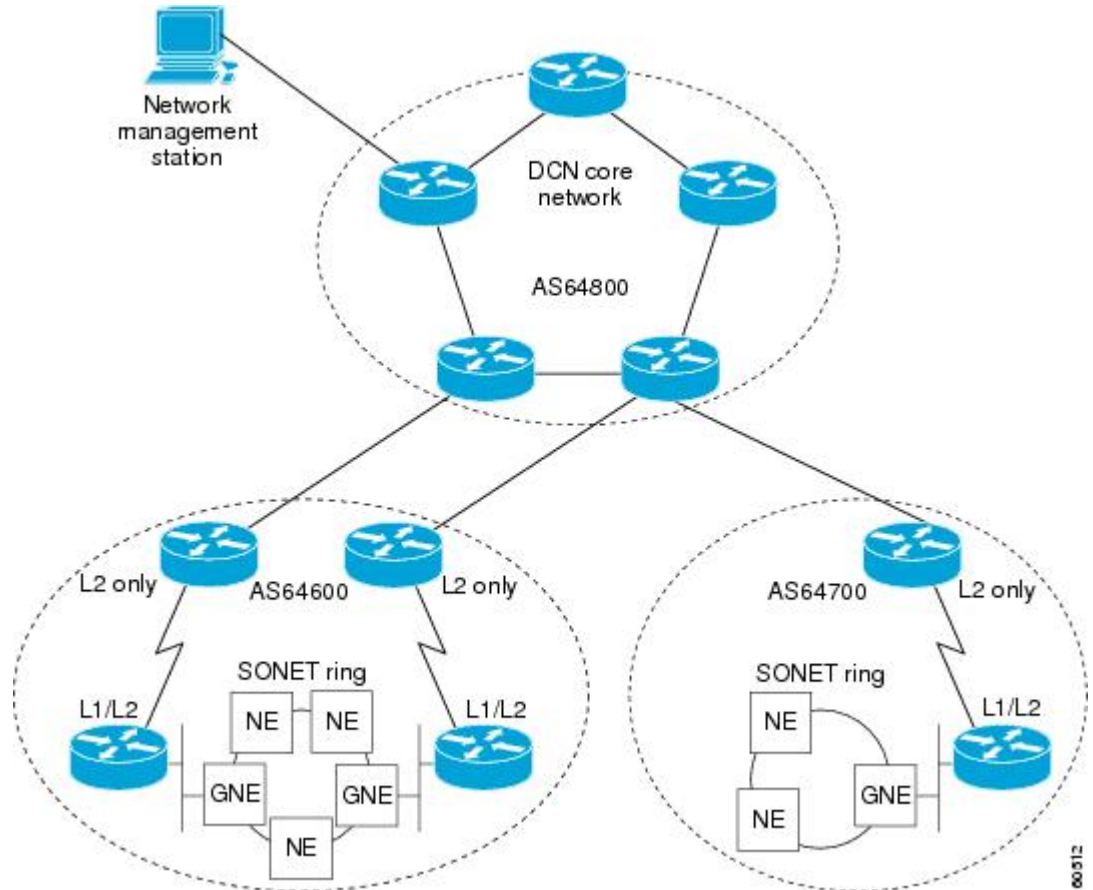 Network
management
station
DCN core
network
AS64800
L2 only
AS64600
L2 only
AS64700
L2 only
SONET ring
SONET ring
L1/L2
NE
NE
L1/L2
NE
L1/L2
GNE
GNE
GNE
NE
NE
60512